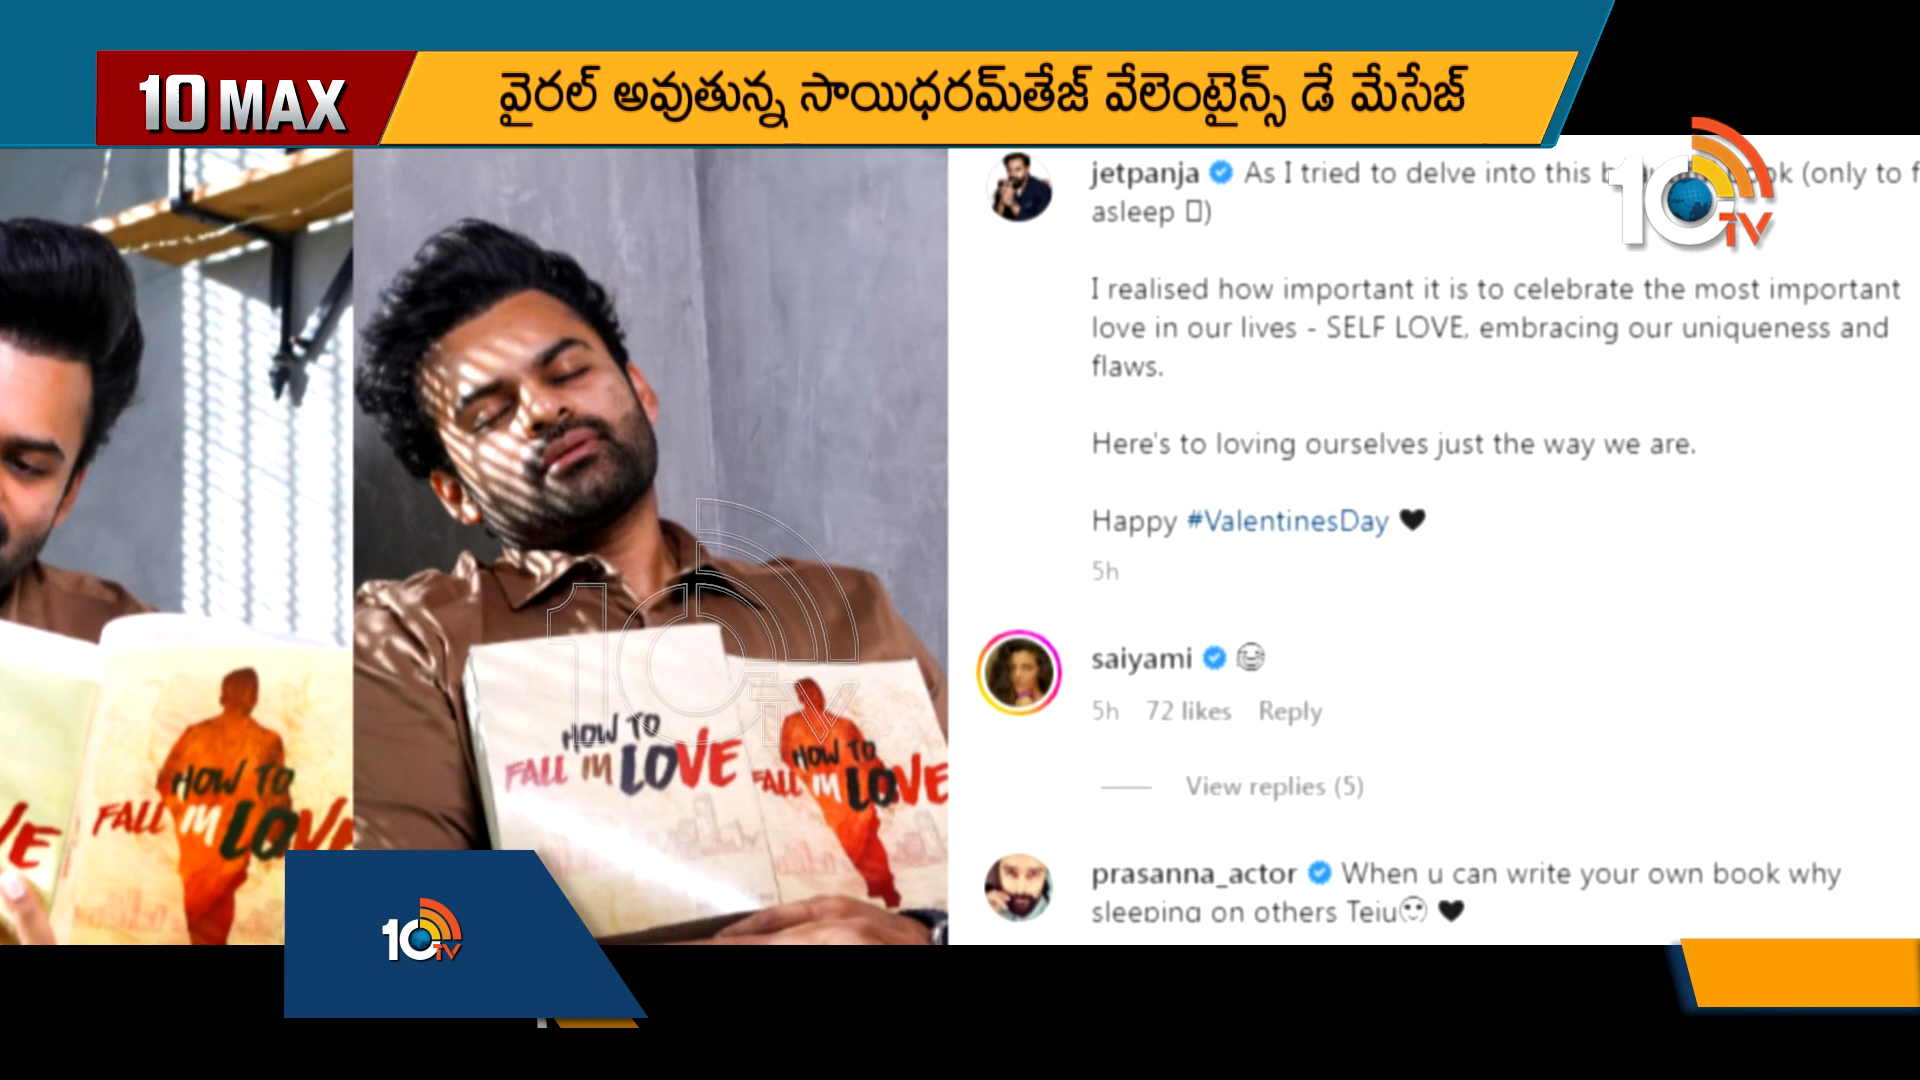 10 MAX
వైరల్ అవుతున్న సాయిధరమ్‌తేజ్ వేలెంటైన్స్ డే మేసేజ్
10TV
jetpanja As I tried to delve into this (only to f
asleep )
I realised how important it is to celebrate the most important
love in our lives - SELF LOVE, embracing our uniqueness and
flaws.
Here's to loving ourselves just the way we are.
Happy #ValentinesDay 🖤
5h
saiyami
5h 72 likes Reply
View replies (5)
prasanna_actor When u can write your own book why
sleeping on others Teju 🖤
HOW TO
FALL IN LOVE
HOW TO
FALL IN LOVE
HOW TO
FALL IN LOVE
VE
10TV
10TV